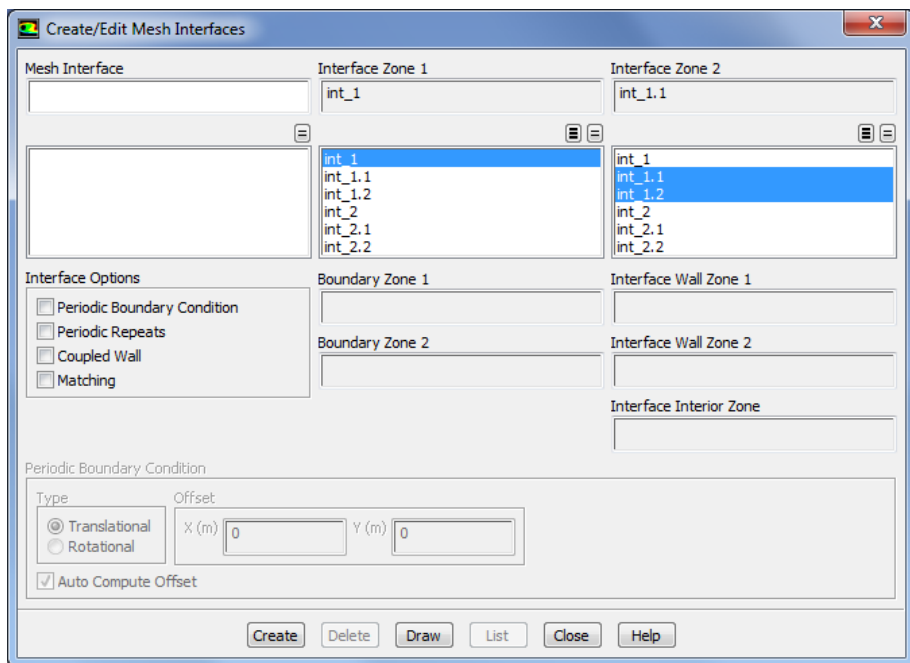 Create/Edit Mesh Interfaces
Mesh Interface
Interface Zone 1
Interface Zone 2
int_1
int_1.1
int_1
int_1.1
int_1.2
int_2
int_2.1
int_2.2
int_1
int_1.1
int_1.2
int_2
int_2.1
int_2.2
Interface Options
Periodic Boundary Condition
Periodic Repeats
Coupled Wall
Matching
Boundary Zone 1
Interface Wall Zone 1
Boundary Zone 2
Interface Wall Zone 2
Interface Interior Zone
Periodic Boundary Condition
Type
Translational
Rotational
Offset
X (m) 0
Y (m) 0
Auto Compute Offset
Create Delete Draw List Close Help